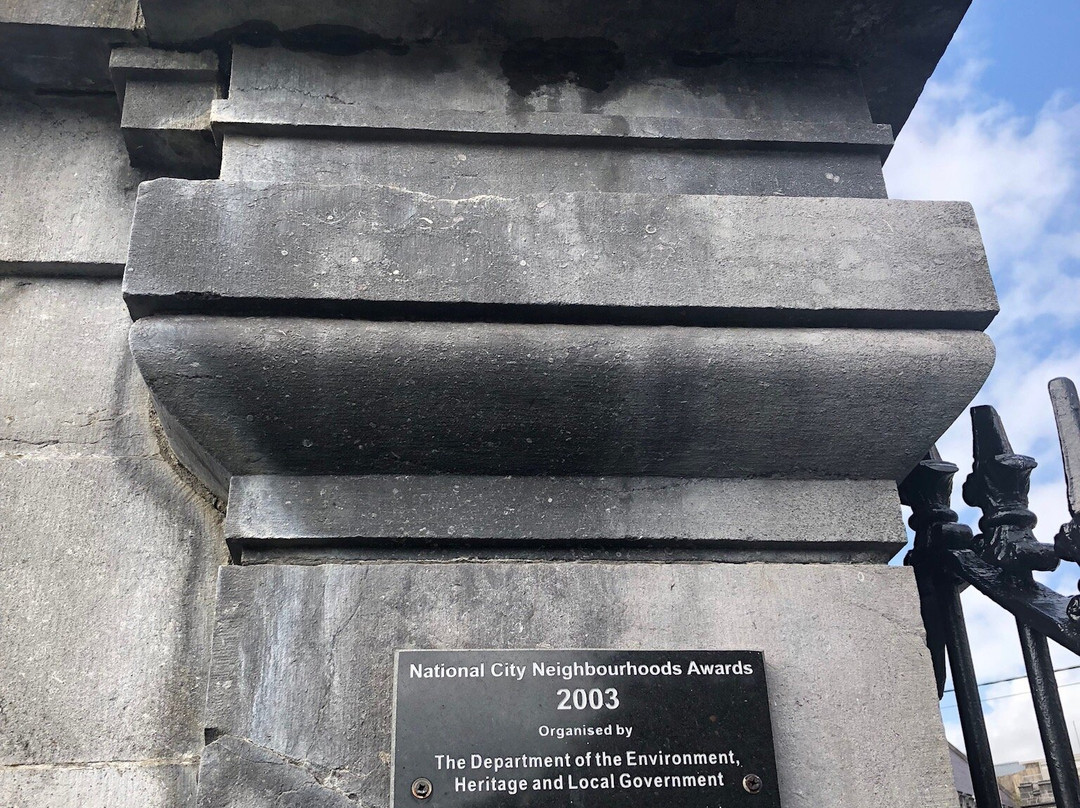 National City Neighbourhoods Awards
2003
Organised by
The Department of the Environment,
Heritage and Local Government